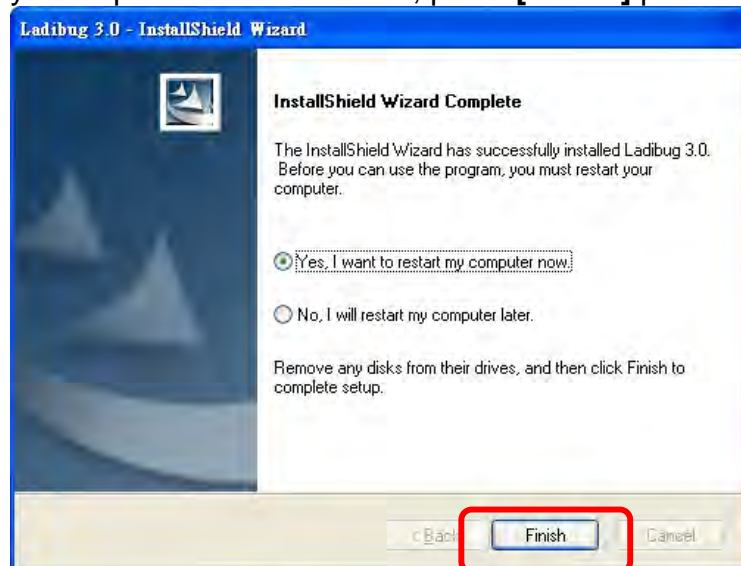 Ladibug 3.0 - InstallShield Wizard
InstallShield Wizard Complete
The InstallShield Wizard has successfully installed Ladibug 3.0.
Before you can use the program, you must restart your
computer.
Yes, I want to restart my computer now.
No, I will restart my computer later.
Remove any disks from their drives, and then click Finish to
complete setup.
< Back Finish Cancel